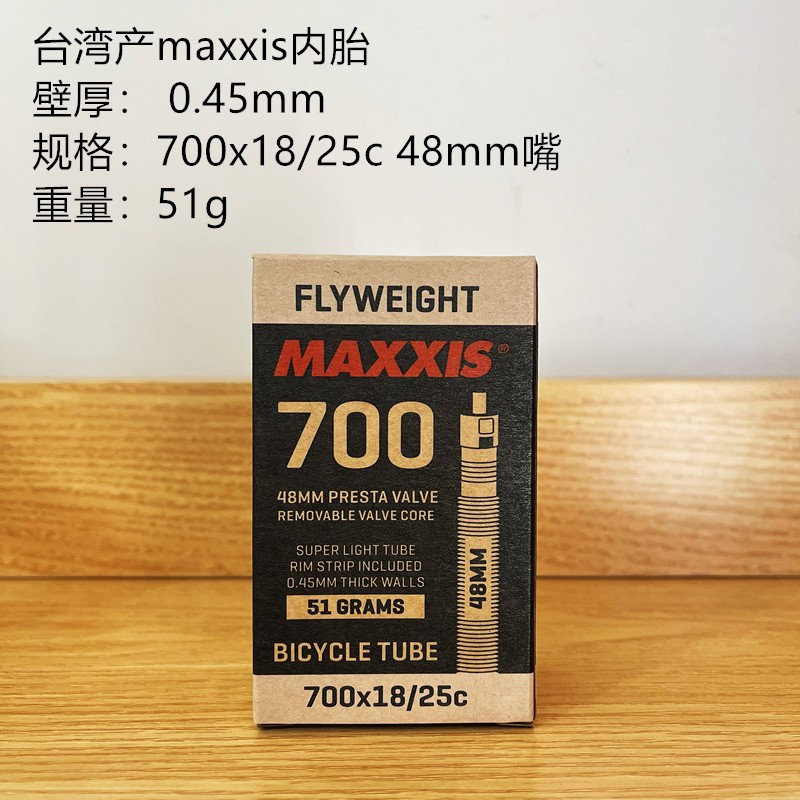 台湾产maxxis内胎
壁厚： 0.45mm
规格：700x18/25c 48mm嘴
重量：51g
FLYWEIGHT
MAXXIS®
700
48MM PRESTA VALVE
REMOVABLE VALVE CORE
SUPER LIGHT TUBE
RIM STRIP INCLUDED
0.45MM THICK WALLS
51 GRAMS
48MM
BICYCLE TUBE
700x18/25c